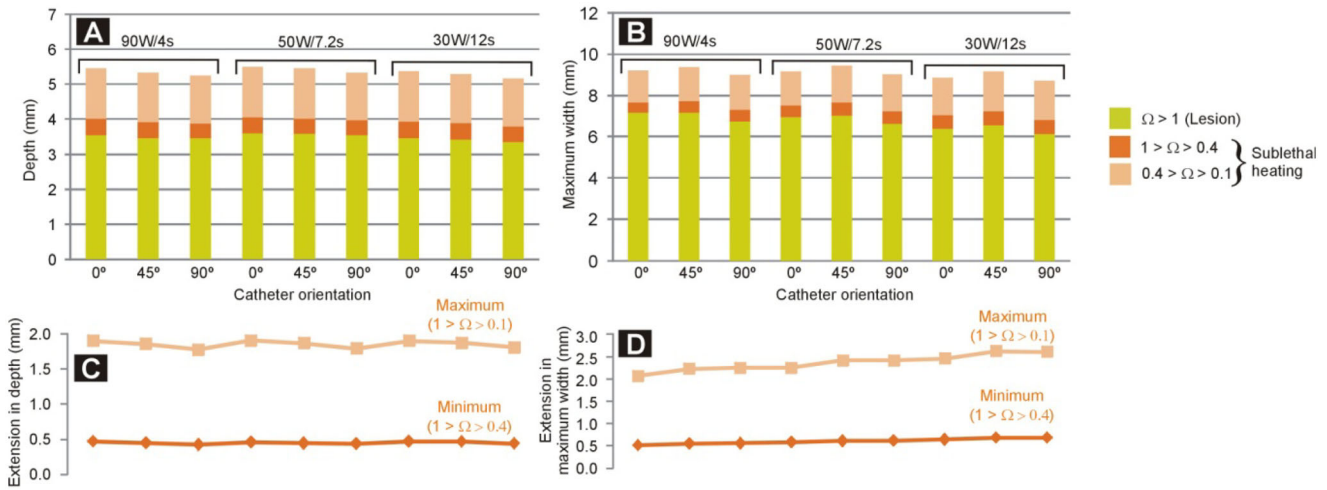 A
90W/4s
50W/7.2s
30W/12s
7
6
5
4
3
2
1
0
Depth (mm)
0º 45º 90º 0º 45º 90º 0º 45º 90º
Catheter orientation
B
90W/4s
50W/7.2s
30W/12s
12
10
8
6
4
2
0
Maximum width (mm)
0º 45º 90º 0º 45º 90º 0º 45º 90º
Catheter orientation
Ω > 1 (Lesion)
1 > Ω > 0.4
0.4 > Ω > 0.1
Sublethal
heating
C
Maximum
(1 > Ω > 0.1)
2.0
1.5
1.0
0.5
0.0
Extension in depth (mm)
Minimum
(1 > Ω > 0.4)
D
Maximum
(1 > Ω > 0.1)
3.0
2.5
2.0
1.5
1.0
0.5
0.0
Extension in
maximum width (mm)
Minimum
(1 > Ω > 0.4)